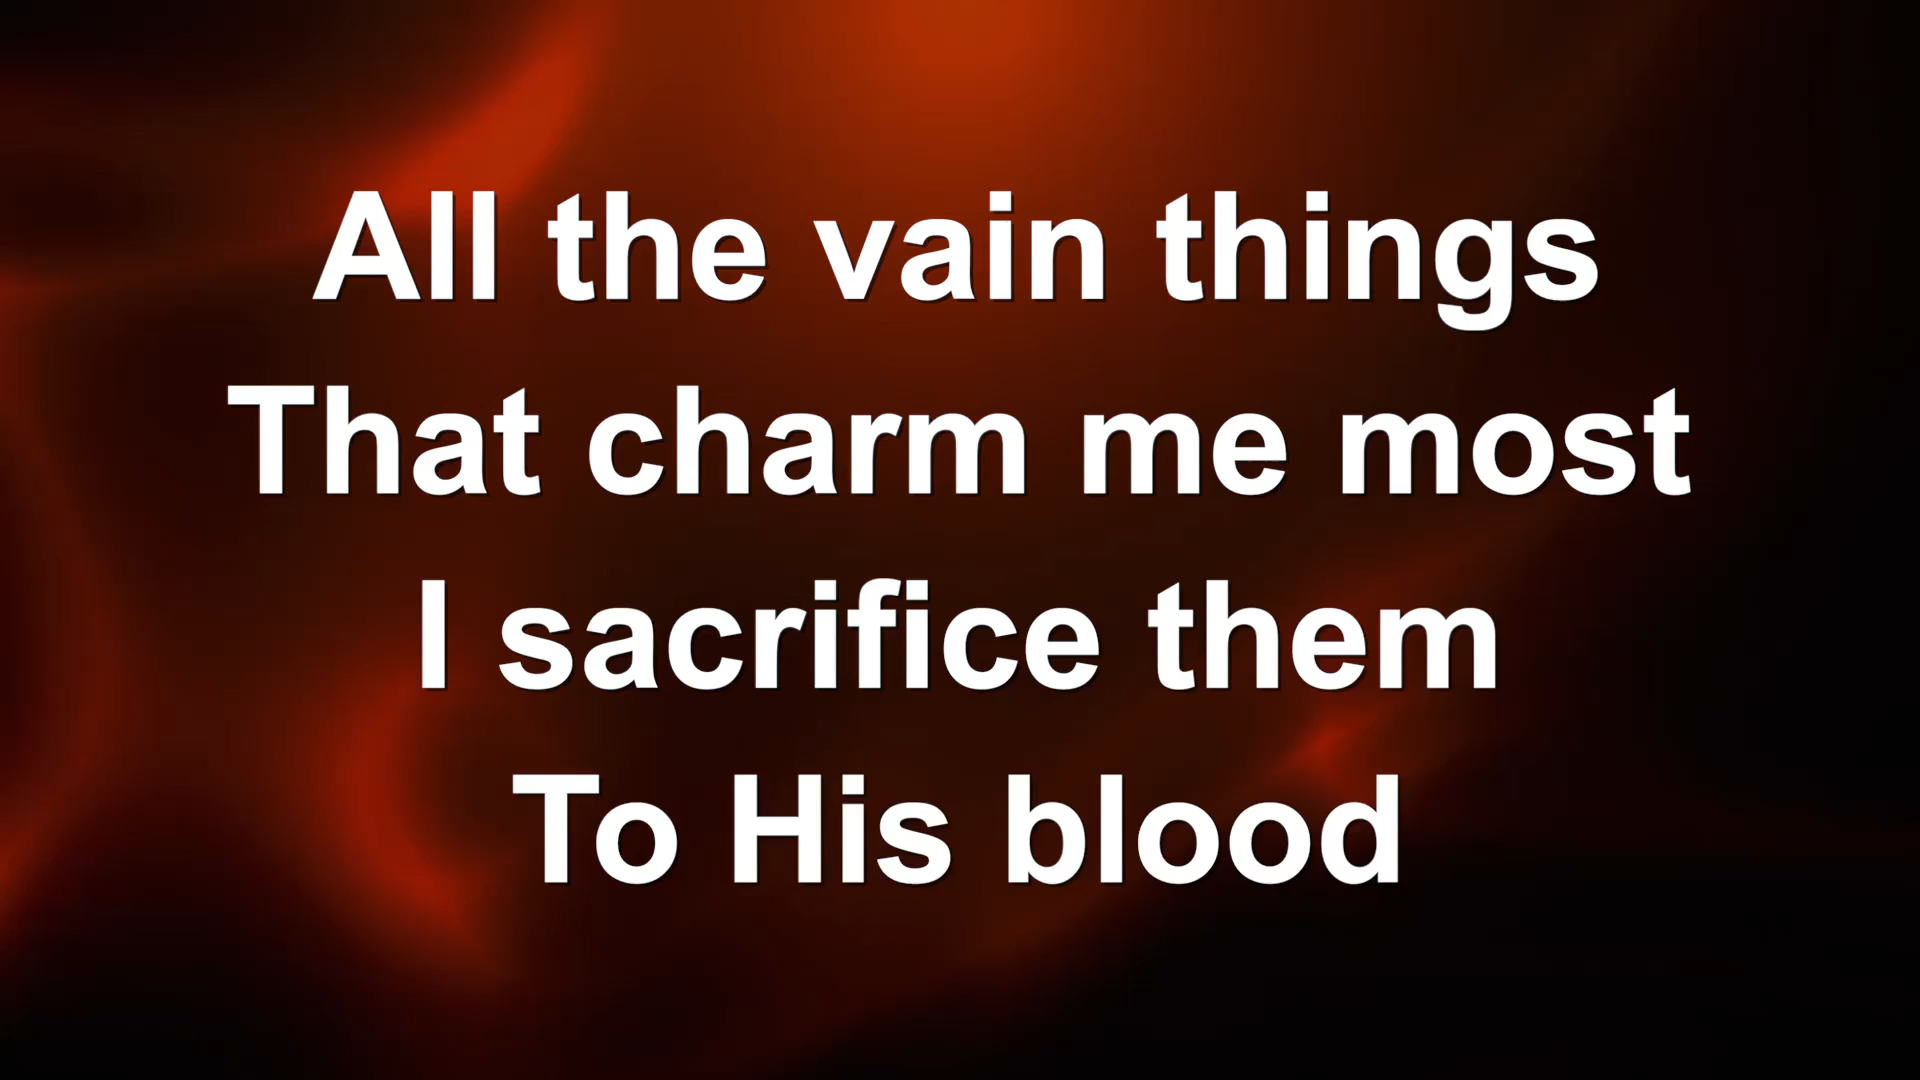 All the vain things
That charm me most
I sacrifice them
To His blood